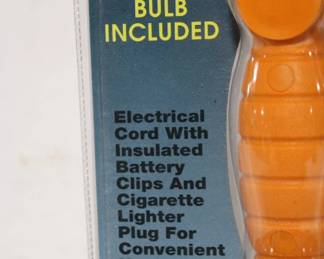 BULB
INCLUDED
Electrical
Cord With
Insulated
Battery
Clips And
Cigarette
Lighter
Plug For
Convenient